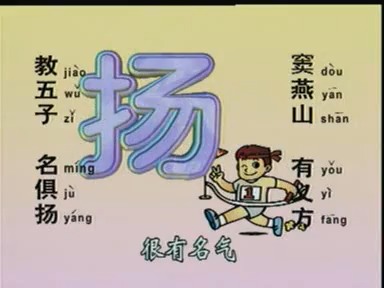 窦燕山 有义方
dòu yān shān yǒu yì fāng
扬
教五子 名俱扬
jiào wǔ zǐ míng jù yáng
1
很有名气